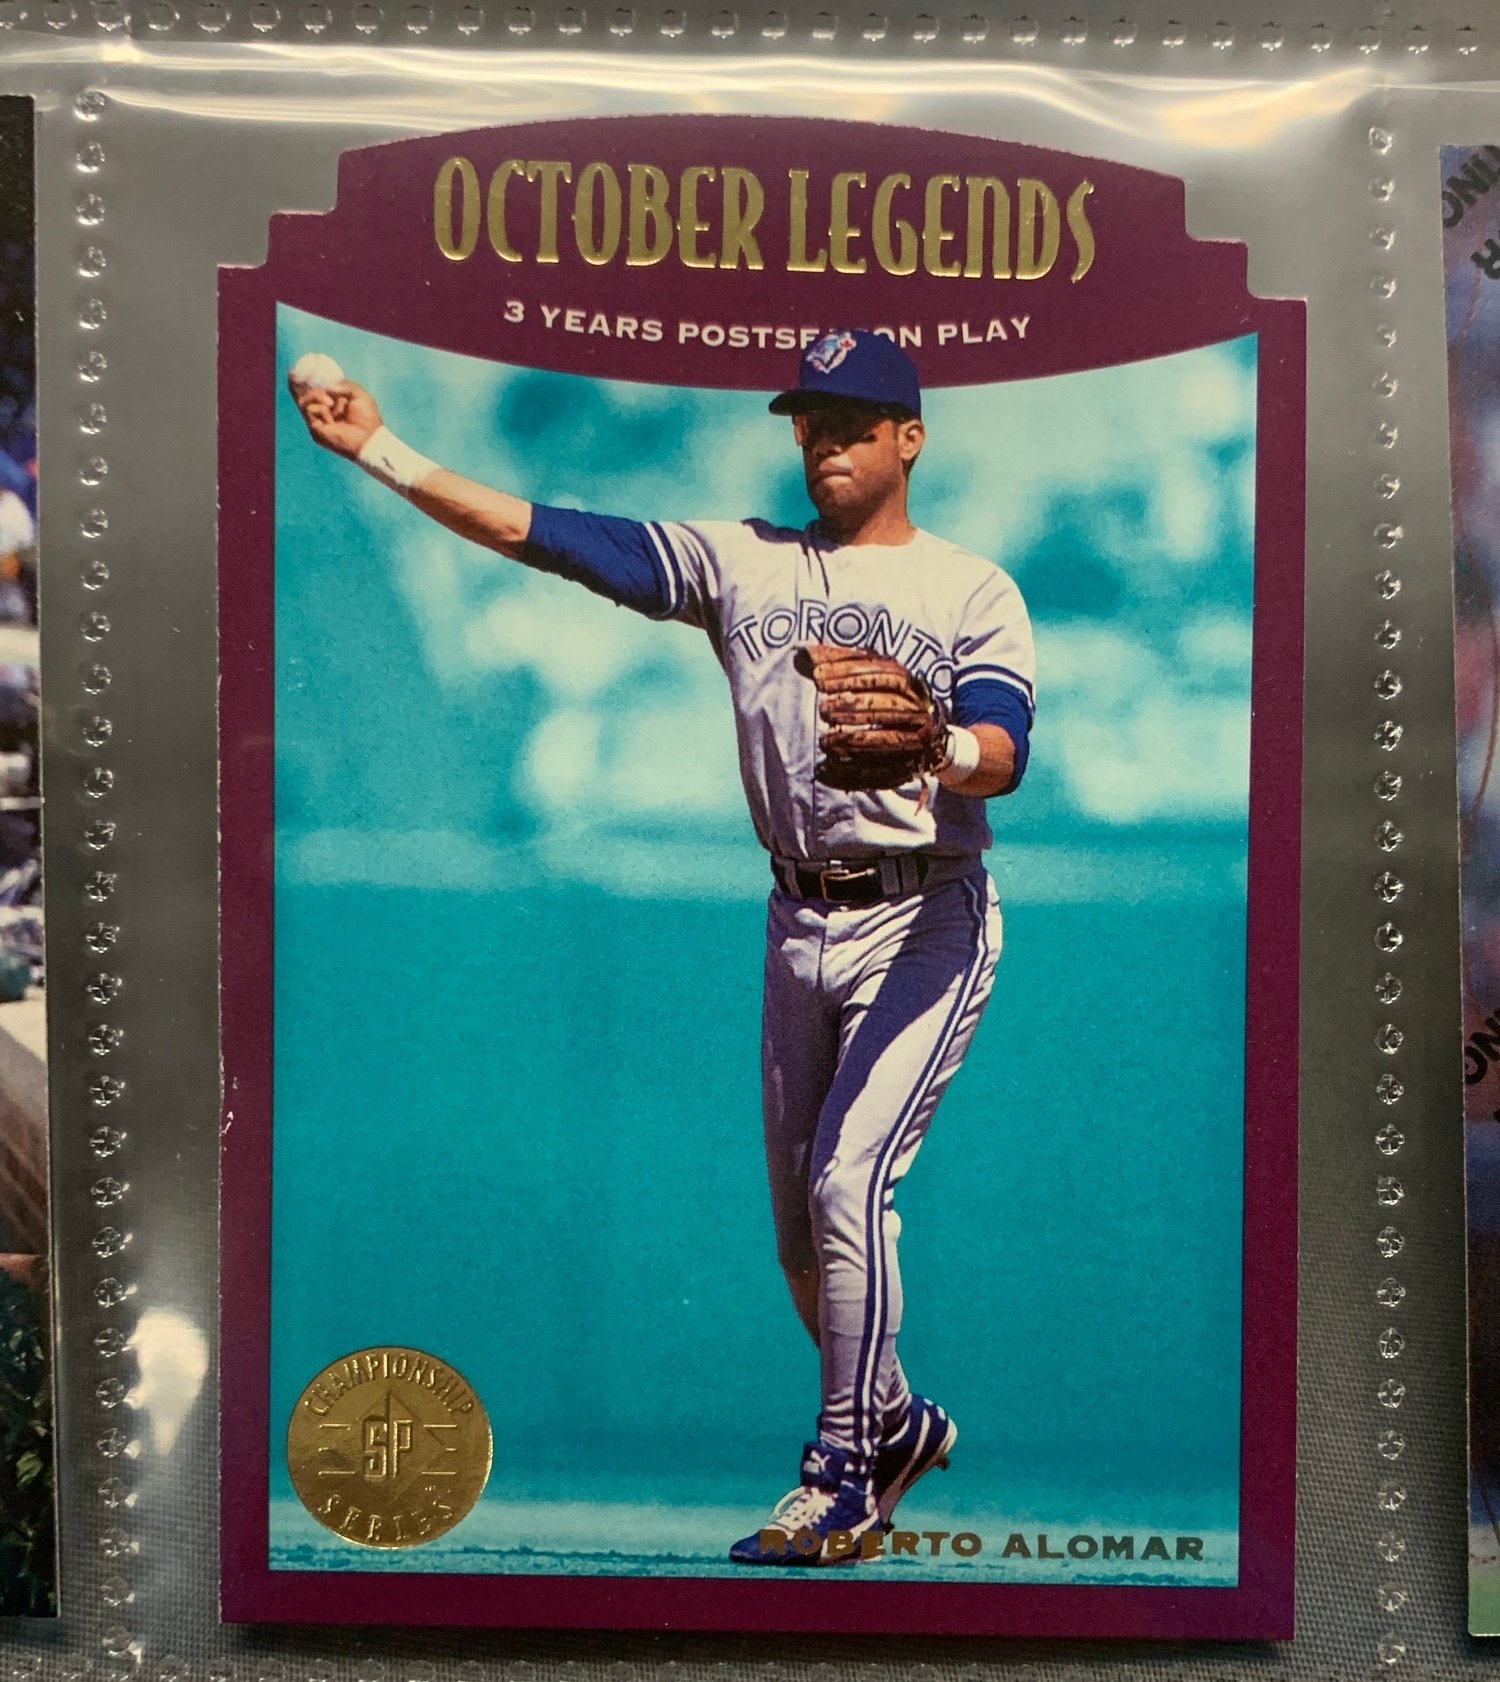 OCTOBER LEGENDS
3 YEARS POSTSEASON PLAY
TORONTO
CHAMPIONSHIP
SP
SERIES
ROBERTO ALOMAR